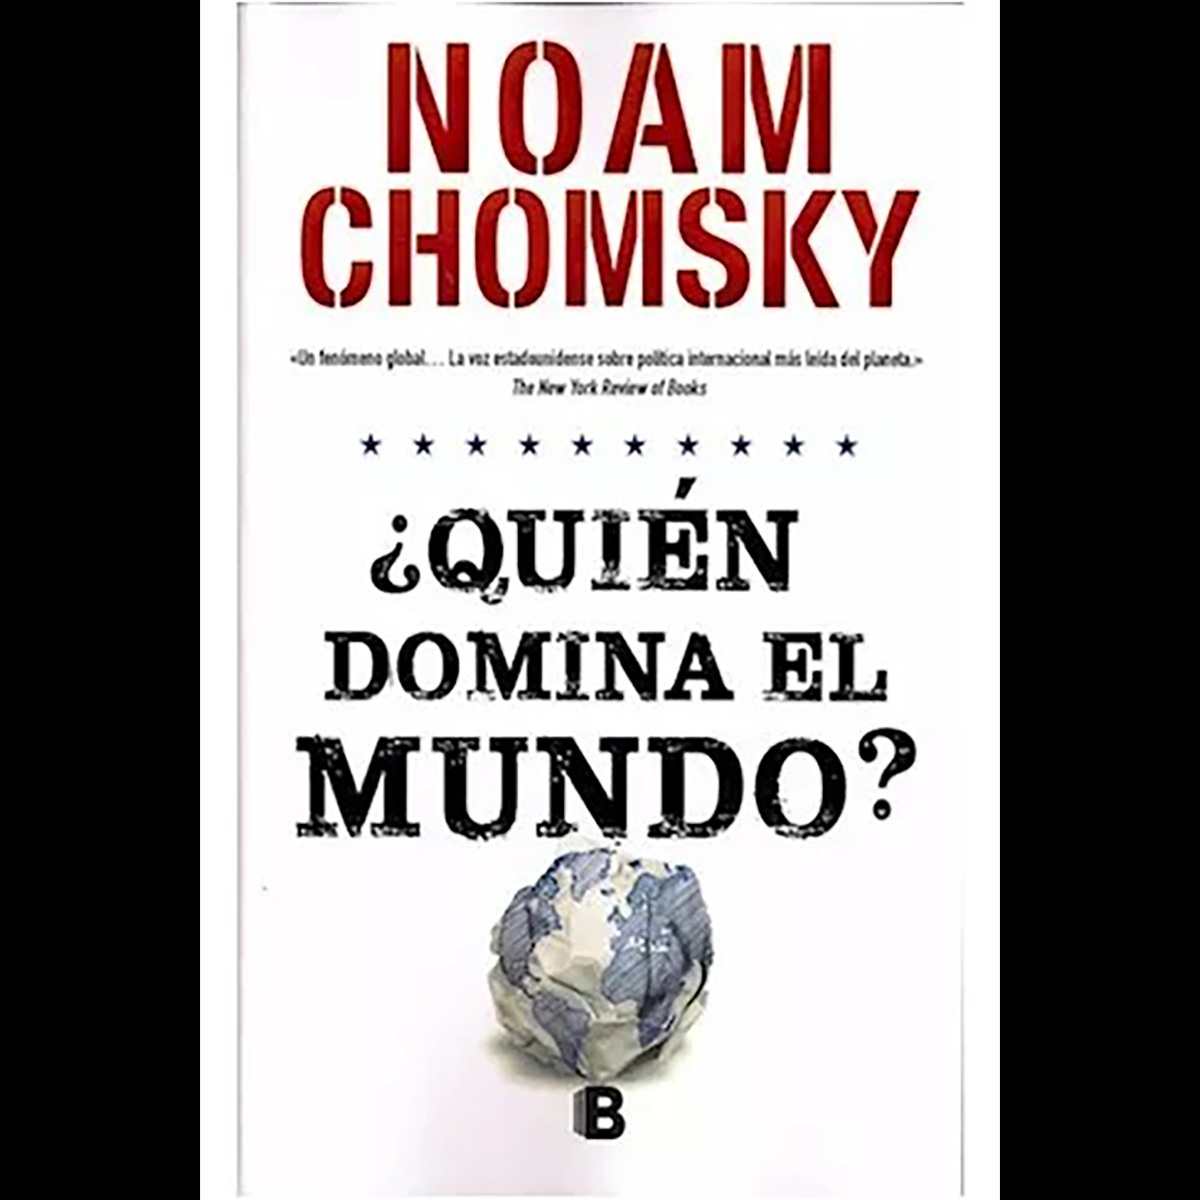 NOAM
CHOMSKY
«Un fenómeno global... La voz estadounidense sobre política internacional más leída del planeta.»
The New York Review of Books
¿QUIÉN
DOMINA EL
MUNDO?
B